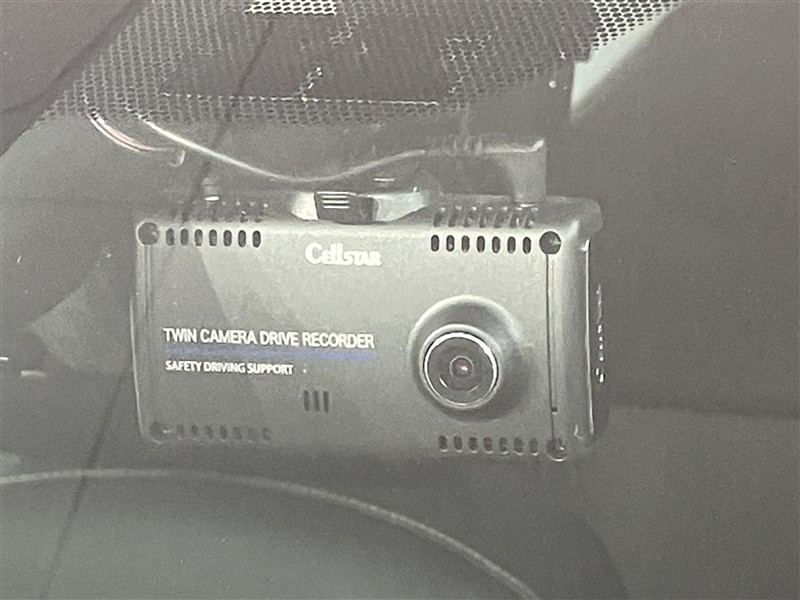 CELLSTAR
TWIN CAMERA DRIVE RECORDER
SAFETY DRIVING SUPPORT